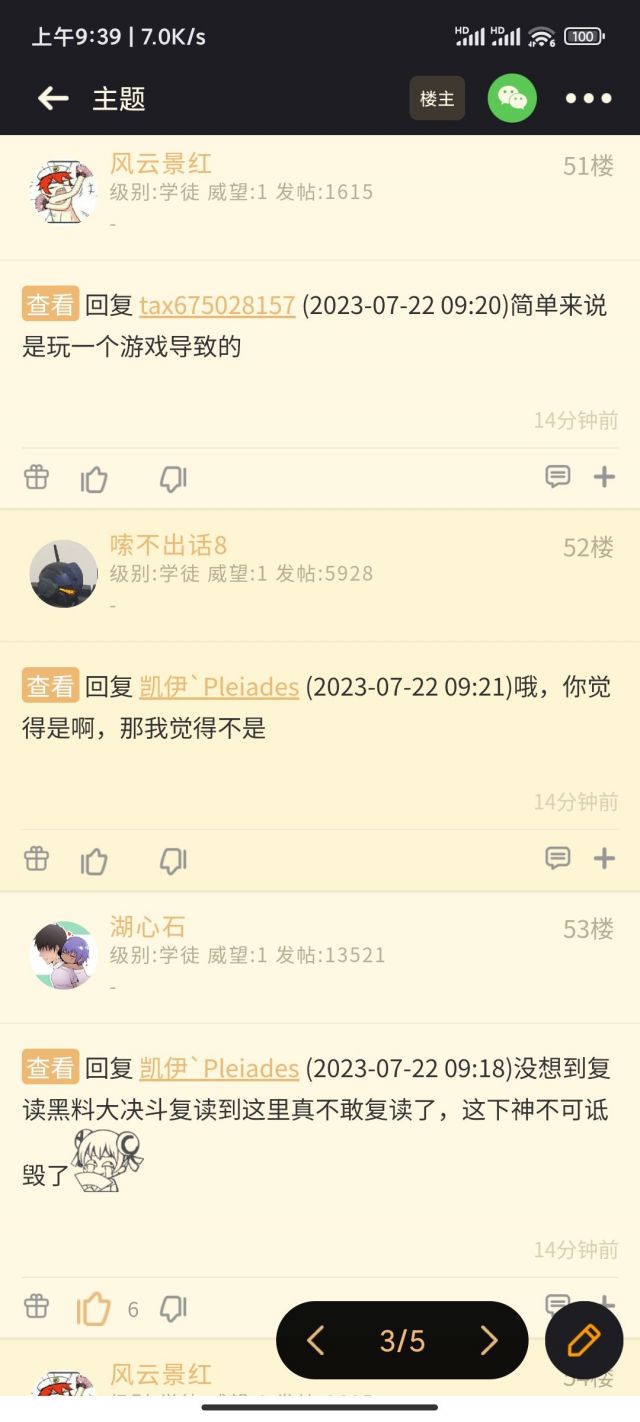 上午9:39 | 7.0K/s
HD HD 6 100
主题
楼主
风云景红
51楼
级别:学徒 威望:1 发帖:1615
-
查看 回复 tax675028157 (2023-07-22 09:20)简单来说
是玩一个游戏导致的
14分钟前
嗦不出话8
52楼
级别:学徒 威望:1 发帖:5928
-
查看 回复 凯伊`Pleiades (2023-07-22 09:21)哦，你觉
得是啊，那我觉得不是
14分钟前
湖心石
53楼
级别:学徒 威望:1 发帖:13521
-
查看 回复 凯伊`Pleiades (2023-07-22 09:18)没想到复
读黑料大决斗复读到这里真不敢复读了，这下神不可诋
毁了
14分钟前
6
3/5
风云景红
54楼